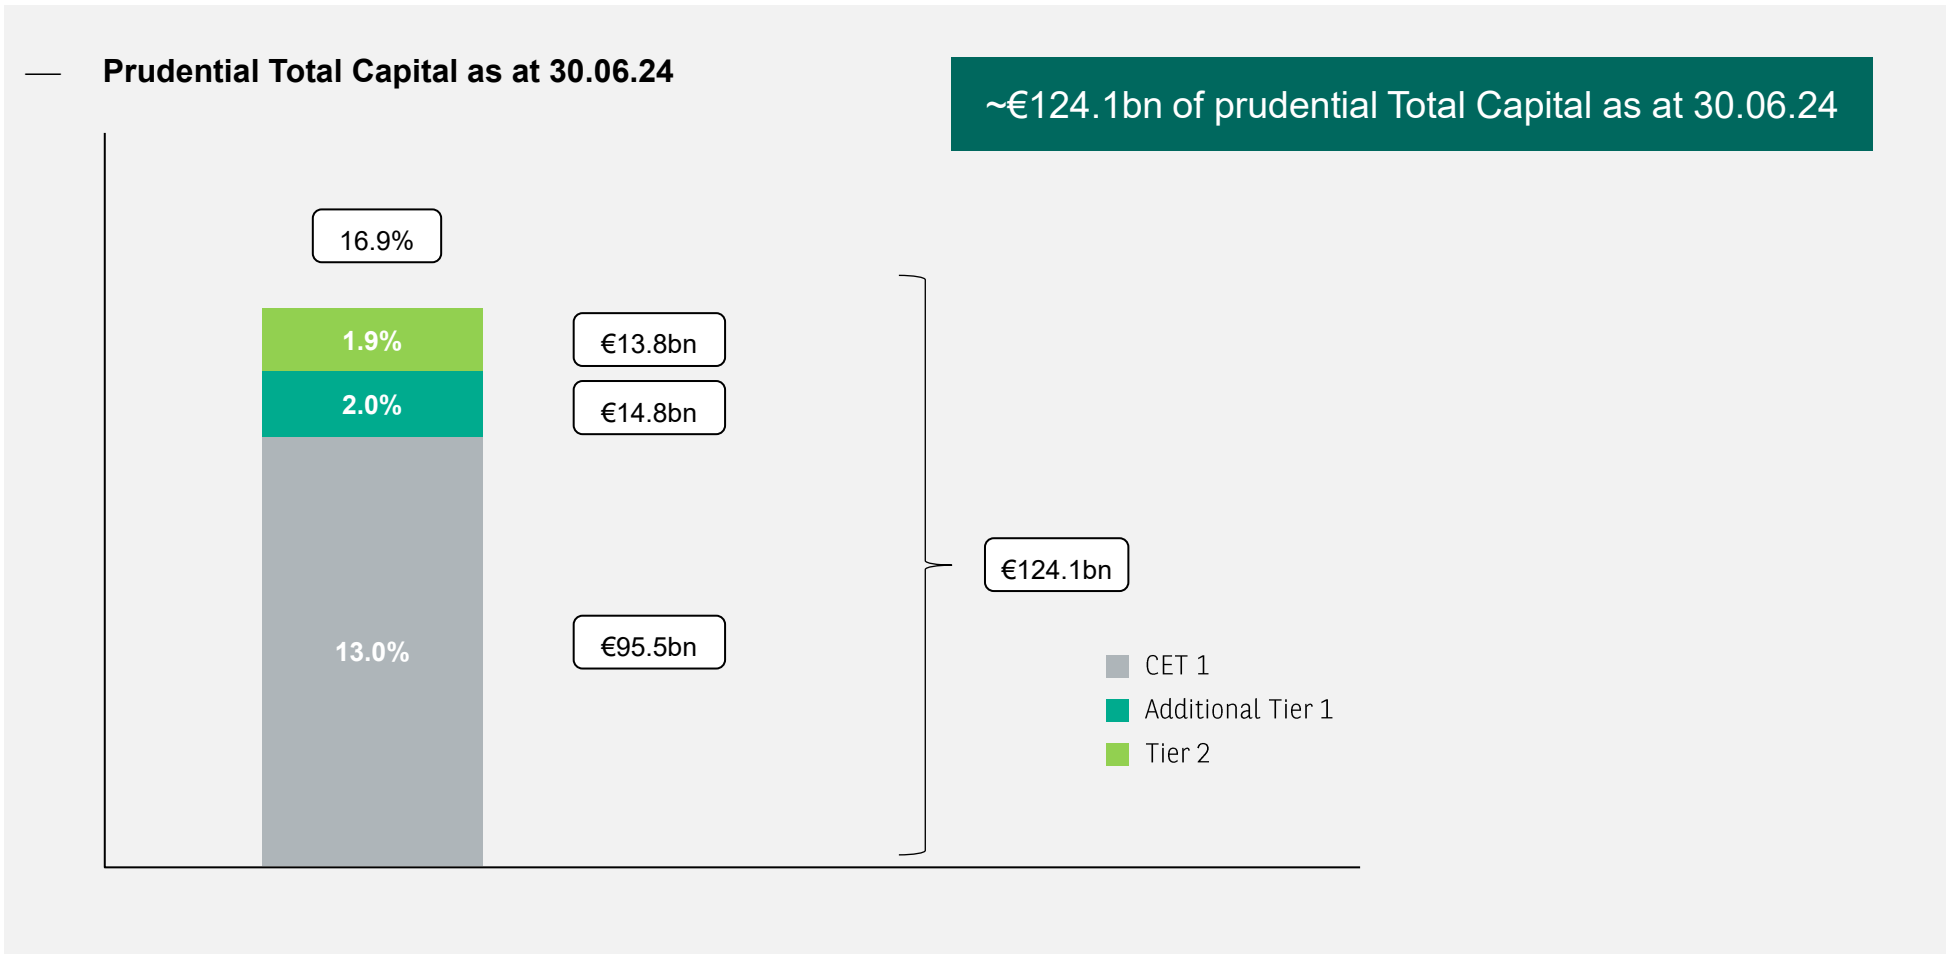 Prudential Total Capital as at 30.06.24
~€124.1bn of prudential Total Capital as at 30.06.24
16.9%
1.9%
€13.8bn
2.0%
€14.8bn
€124.1bn
13.0%
€95.5bn
CET 1
Additional Tier 1
Tier 2